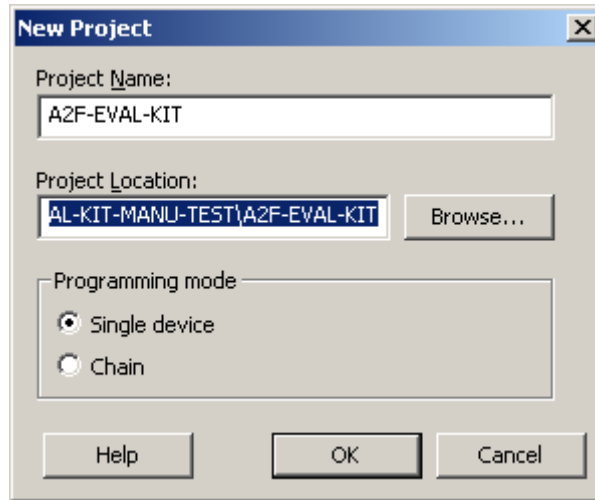 New Project
Project Name:
A2F-EVAL-KIT
Project Location:
AL-KIT-MANU-TEST\A2F-EVAL-KIT
Browse...
Programming mode
Single device
Chain
Help
OK
Cancel